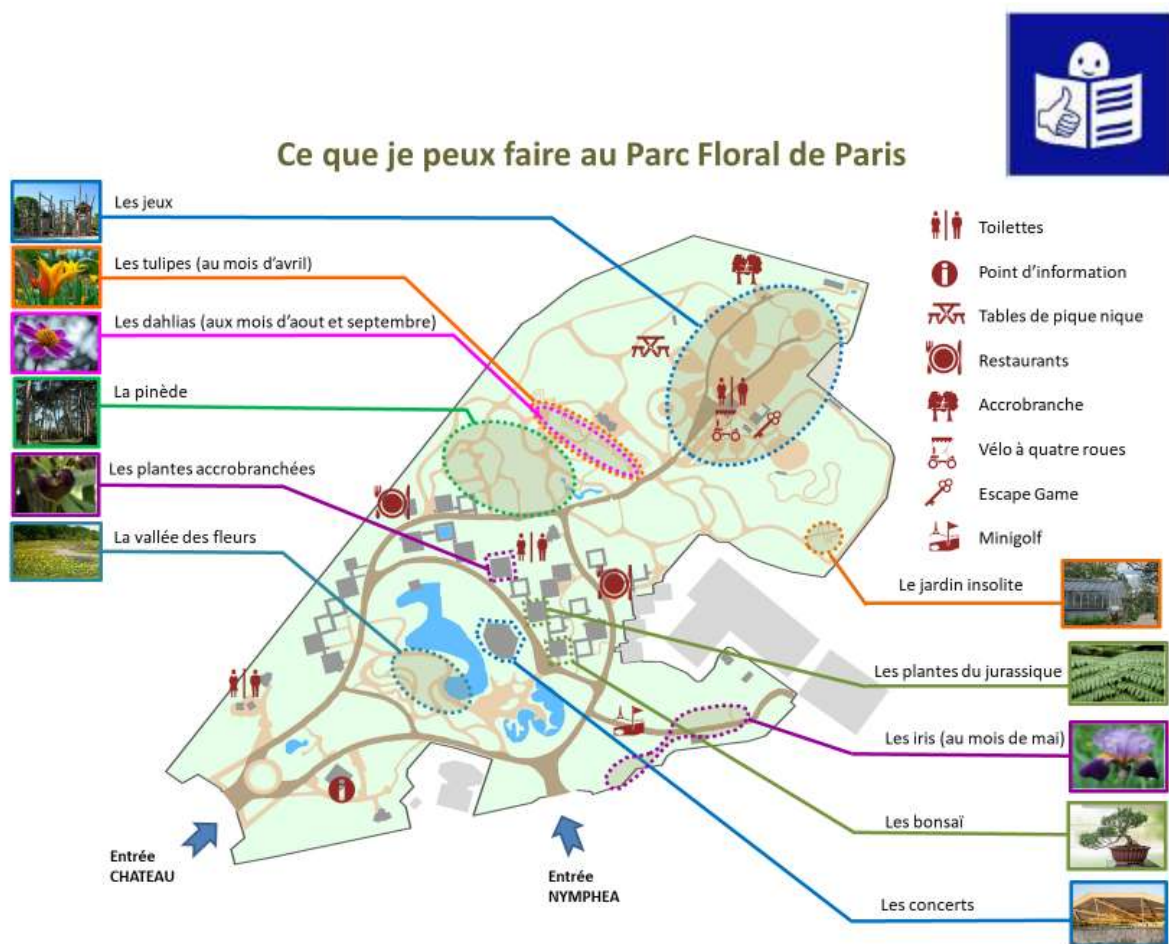 Ce que je peux faire au Parc Floral de Paris
Les jeux
Les tulipes (au mois d'avril)
Les dahlias (aux mois d'aout et septembre)
La pinède
Les plantes accrobranchées
La vallée des fleurs
Toilettes
Point d'information
Tables de pique nique
Restaurants
Accrobranche
Vélo à quatre roues
Escape Game
Minigolf
Le jardin insolite
Les plantes du jurassique
Les iris (au mois de mai)
Les bonsaï
Les concerts
Entrée
CHATEAU
Entrée
NYMPHEA